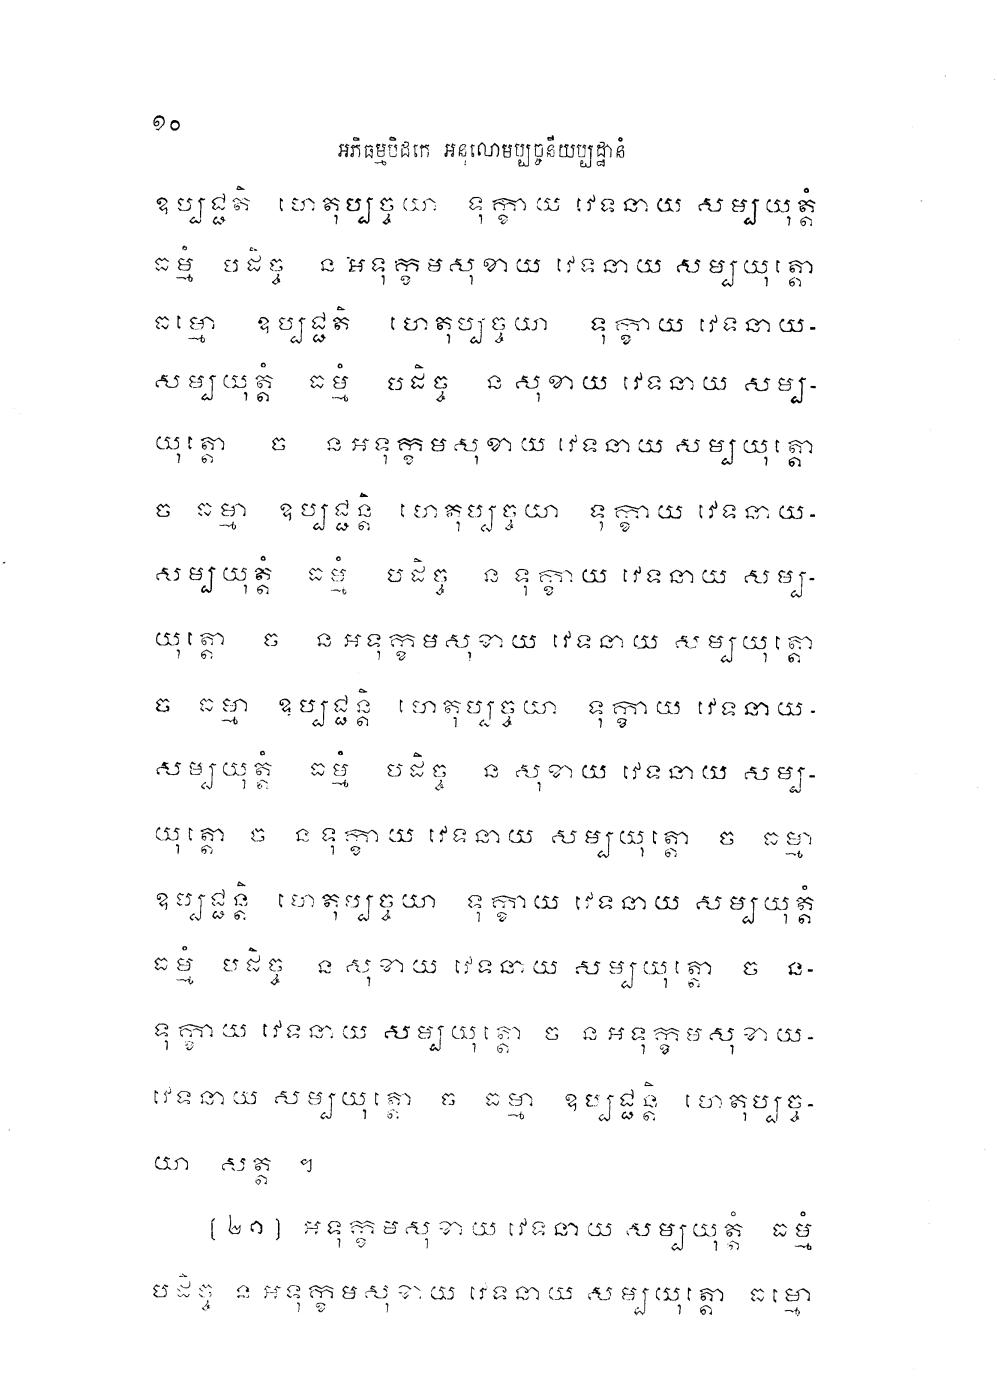 ១០
អភិធម្មបិដកេ អនុលោមប្បច្ចនីយប្បដ្ឋានំ
ឧប្បជ្ជតិ ហេតុប្បច្ចយា ទុក្ខាយ វេទនាយ សម្បយុត្តំ
ធម្មំ បដិច្ច ន អទុក្ខមសុខាយ វេទនាយ សម្បយុត្តោ
ធម្មោ ឧប្បជ្ជតិ ហេតុប្បច្ចយា ទុក្ខាយ វេទនាយ-
សម្បយុត្តំ ធម្មំ បដិច្ច ន សុខាយ វេទនាយ សម្ប-
យុត្តោ ច ន អទុក្ខមសុខាយ វេទនាយ សម្បយុត្តោ
ច ធម្មា ឧប្បជ្ជន្តិ ហេតុប្បច្ចយា ទុក្ខាយ វេទនាយ-
សម្បយុត្តំ ធម្មំ បដិច្ច ន ទុក្ខាយ វេទនាយ សម្ប-
យុត្តោ ច ន អទុក្ខមសុខាយ វេទនាយ សម្បយុត្តោ
ច ធម្មា ឧប្បជ្ជន្តិ ហេតុប្បច្ចយា ទុក្ខាយ វេទនាយ-
សម្បយុត្តំ ធម្មំ បដិច្ច ន សុខាយ វេទនាយ សម្ប-
យុត្តោ ច ន ទុក្ខាយ វេទនាយ សម្បយុត្តោ ច ធម្មា
ឧប្បជ្ជន្តិ ហេតុប្បច្ចយា ទុក្ខាយ វេទនាយ សម្បយុត្តំ
ធម្មំ បដិច្ច ន សុខាយ វេទនាយ សម្បយុត្តោ ច ន-
ទុក្ខាយ វេទនាយ សម្បយុត្តោ ច ន អទុក្ខមសុខាយ-
វេទនាយ សម្បយុត្តោ ច ធម្មា ឧប្បជ្ជន្តិ ហេតុប្បច្ច-
យា សត្ត ។
[២១] អទុក្ខមសុខាយ វេទនាយ សម្បយុត្តំ ធម្មំ
បដិច្ច ន អទុក្ខមសុខាយ វេទនាយ សម្បយុត្តោ ធម្មោ